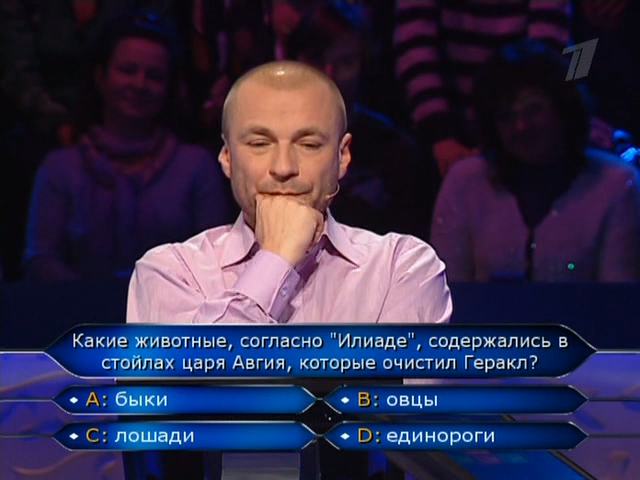 1
Какие животные, согласно "Илиаде", содержались в
стойлах царя Авгия, которые очистил Геракл?
A: быки
B: овцы
C: лошади
D: единороги